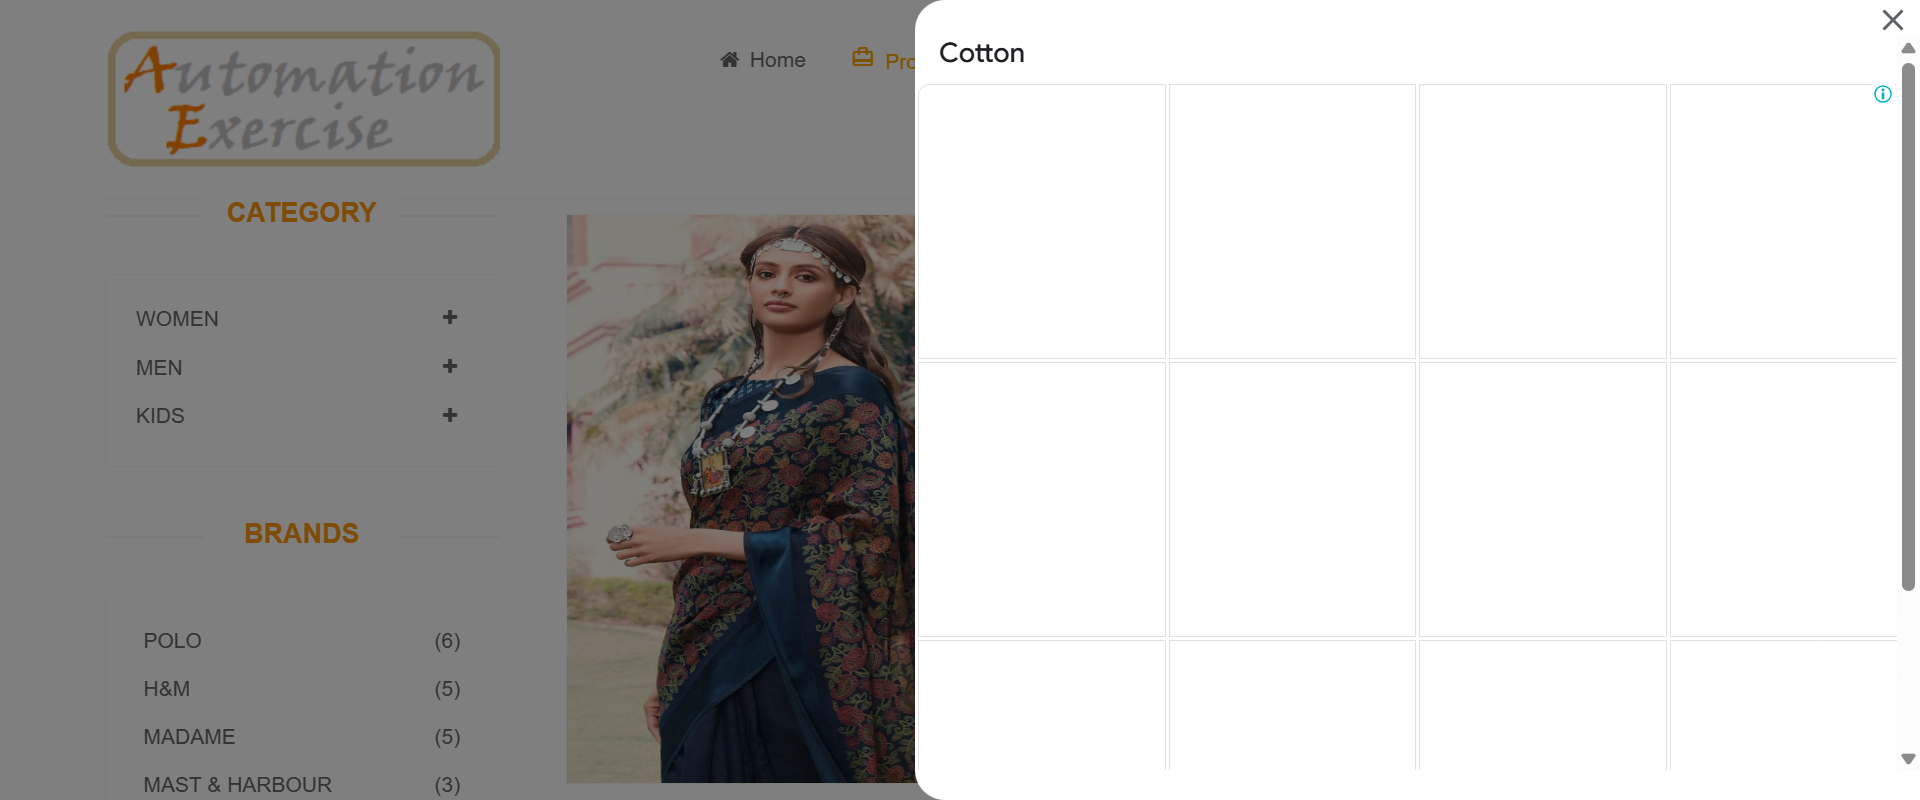 Automation
Exercise
Home
Pro
Cotton
CATEGORY
WOMEN
MEN
KIDS
BRANDS
POLO (6)
H&M (5)
MADAME (5)
MAST & HARBOUR (3)